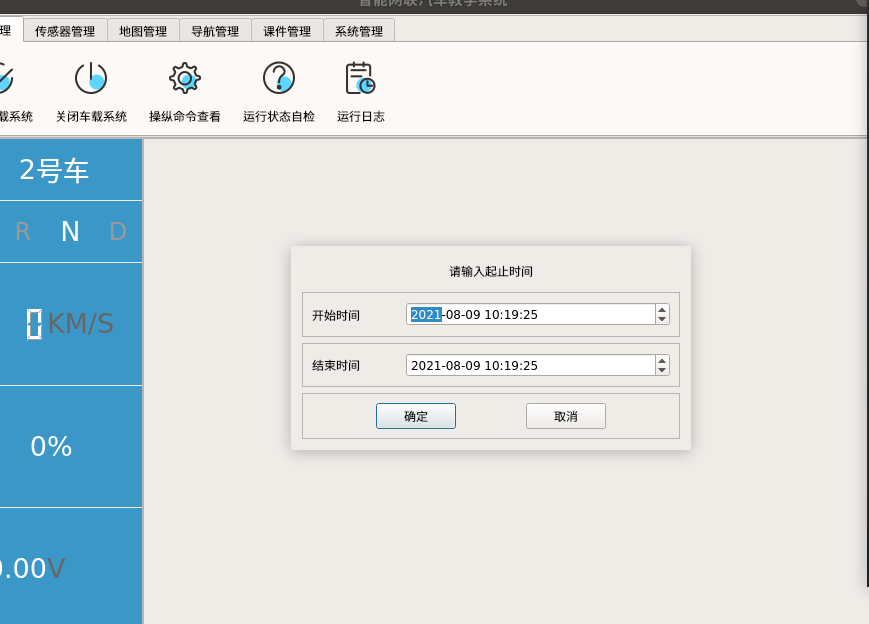 智能网联汽车教学系统
理 传感器管理 地图管理 导航管理 课件管理 系统管理
载系统 关闭车载系统 操纵命令查看 运行状态自检 运行日志
2号车
R N D
0 KM/S
0%
0.00V
请输入起止时间
开始时间 2021-08-09 10:19:25
结束时间 2021-08-09 10:19:25
确定 取消